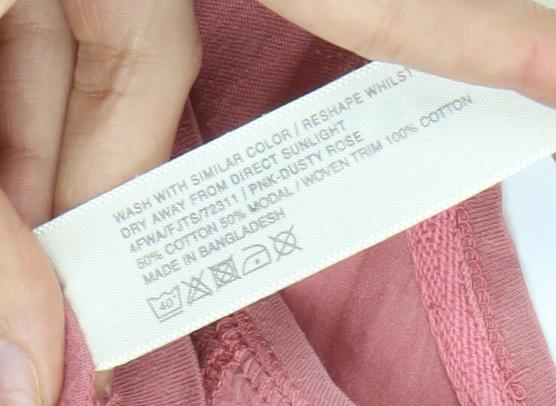 WASH WITH SIMILAR COLOR / RESHAPE WHILST
DRY AWAY FROM DIRECT SUNLIGHT
4FWA/FJTS/72311 / PNK-DUSTY ROSE
50% COTTON 50% MODAL / WOVEN TRIM 100% COTTON
MADE IN BANGLADESH
40°